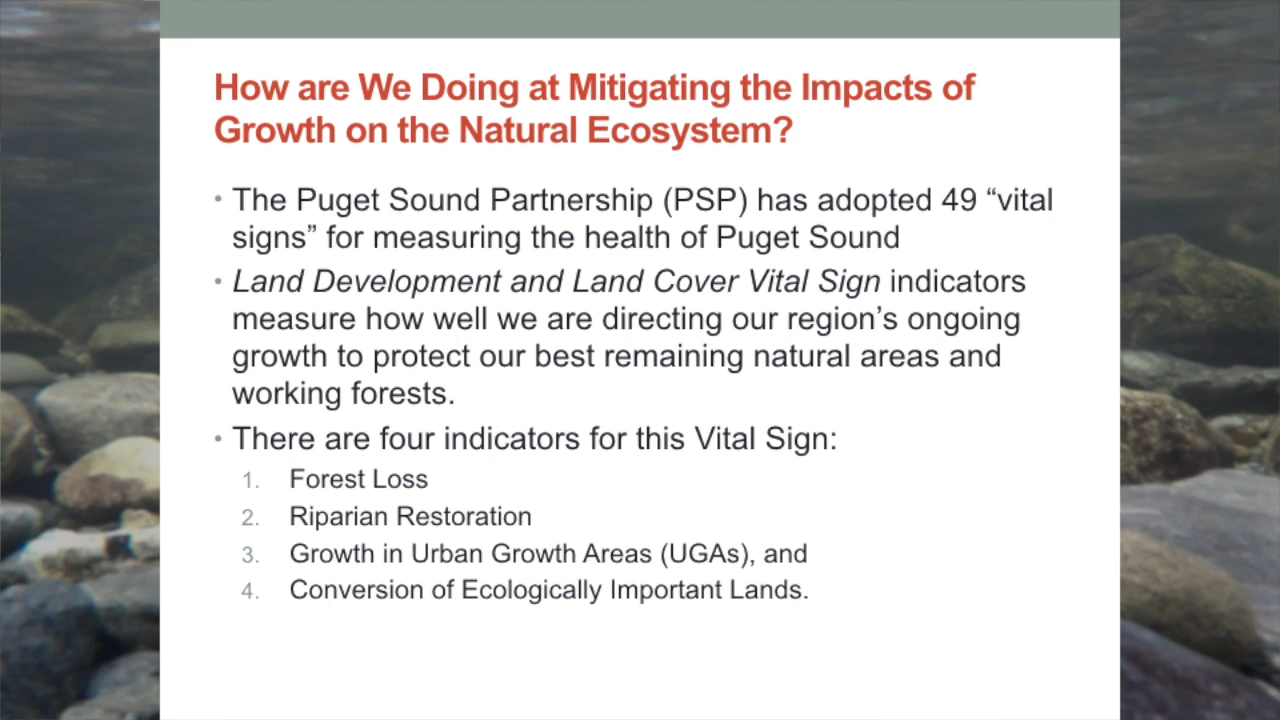 How are We Doing at Mitigating the Impacts of
Growth on the Natural Ecosystem?
• The Puget Sound Partnership (PSP) has adopted 49 “vital
signs” for measuring the health of Puget Sound
• Land Development and Land Cover Vital Sign indicators
measure how well we are directing our region’s ongoing
growth to protect our best remaining natural areas and
working forests.
• There are four indicators for this Vital Sign:
1. Forest Loss
2. Riparian Restoration
3. Growth in Urban Growth Areas (UGAs), and
4. Conversion of Ecologically Important Lands.